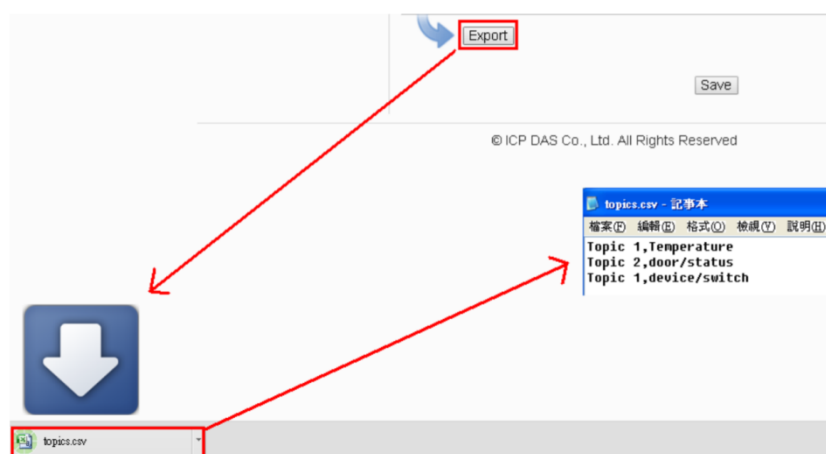 Export
Save
© ICP DAS Co., Ltd. All Rights Reserved
topics.csv - 記事本
檔案(F) 編輯(E) 格式(O) 檢視(V) 說明(H)
Topic 1,Temperature
Topic 2,door/status
Topic 1,device/switch
topics.csv